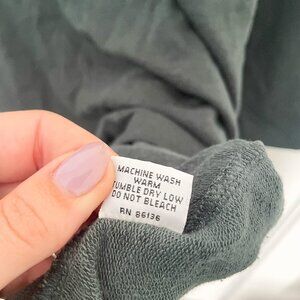 MACHINE WASH
WARM
TUMBLE DRY LOW
DO NOT BLEACH
RN 86136